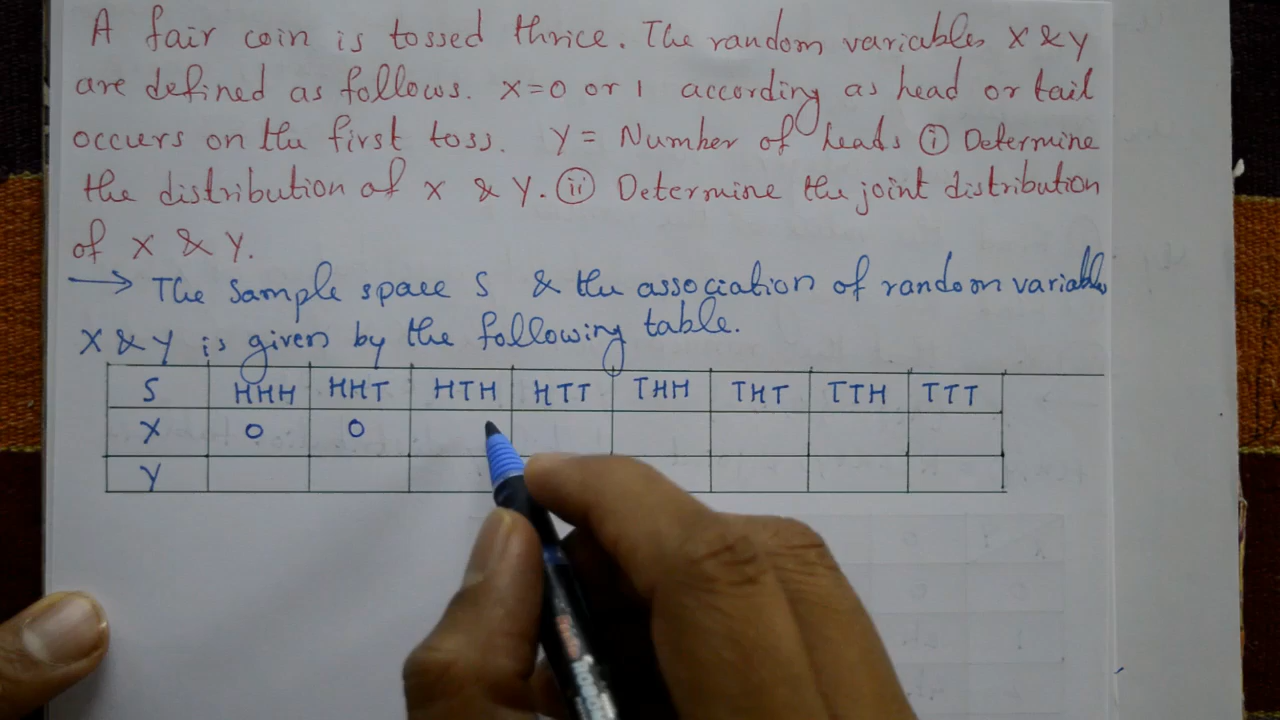 A fair coin is tossed thrice. The random variables X & Y
are defined as follows. X=0 or 1 according as head or tail
occurs on the first toss. Y= Number of heads (i) Determine
the distribution of X & Y. (ii) Determine the joint distribution
of X & Y.
→ The sample space S & the association of random variables
X & Y is given by the following table.
S HHH HHT HTH HTT THH THT TTH TTT
X 0 0
Y